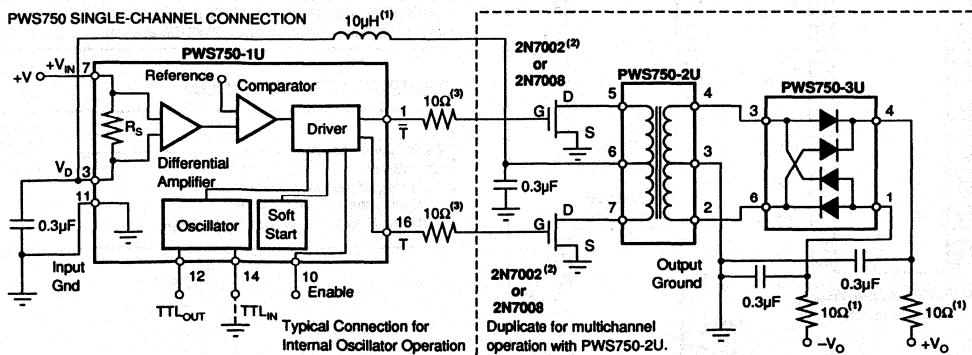 PWS750 SINGLE-CHANNEL CONNECTION
10µH(1)
PWS750-1U
+V
+VIN
7
Reference
Comparator
RS
Driver
1
T̅
10Ω(3)
Differential
Amplifier
VD
3
11
0.3µF
Input
Gnd
Oscillator
Soft
Start
16
T
10Ω(3)
12
14
10
Enable
TTLOUT
TTLIN
Typical Connection for
Internal Oscillator Operation
2N7002(2)
or
2N7008
G
D
S
0.3µF
G
D
S
2N7002(2)
or
2N7008
PWS750-2U
5
4
6
3
7
2
PWS750-3U
3
4
6
1
Output
Ground
0.3µF
0.3µF
10Ω(1)
10Ω(1)
–VO
+VO
Duplicate for multichannel
operation with PWS750-2U.